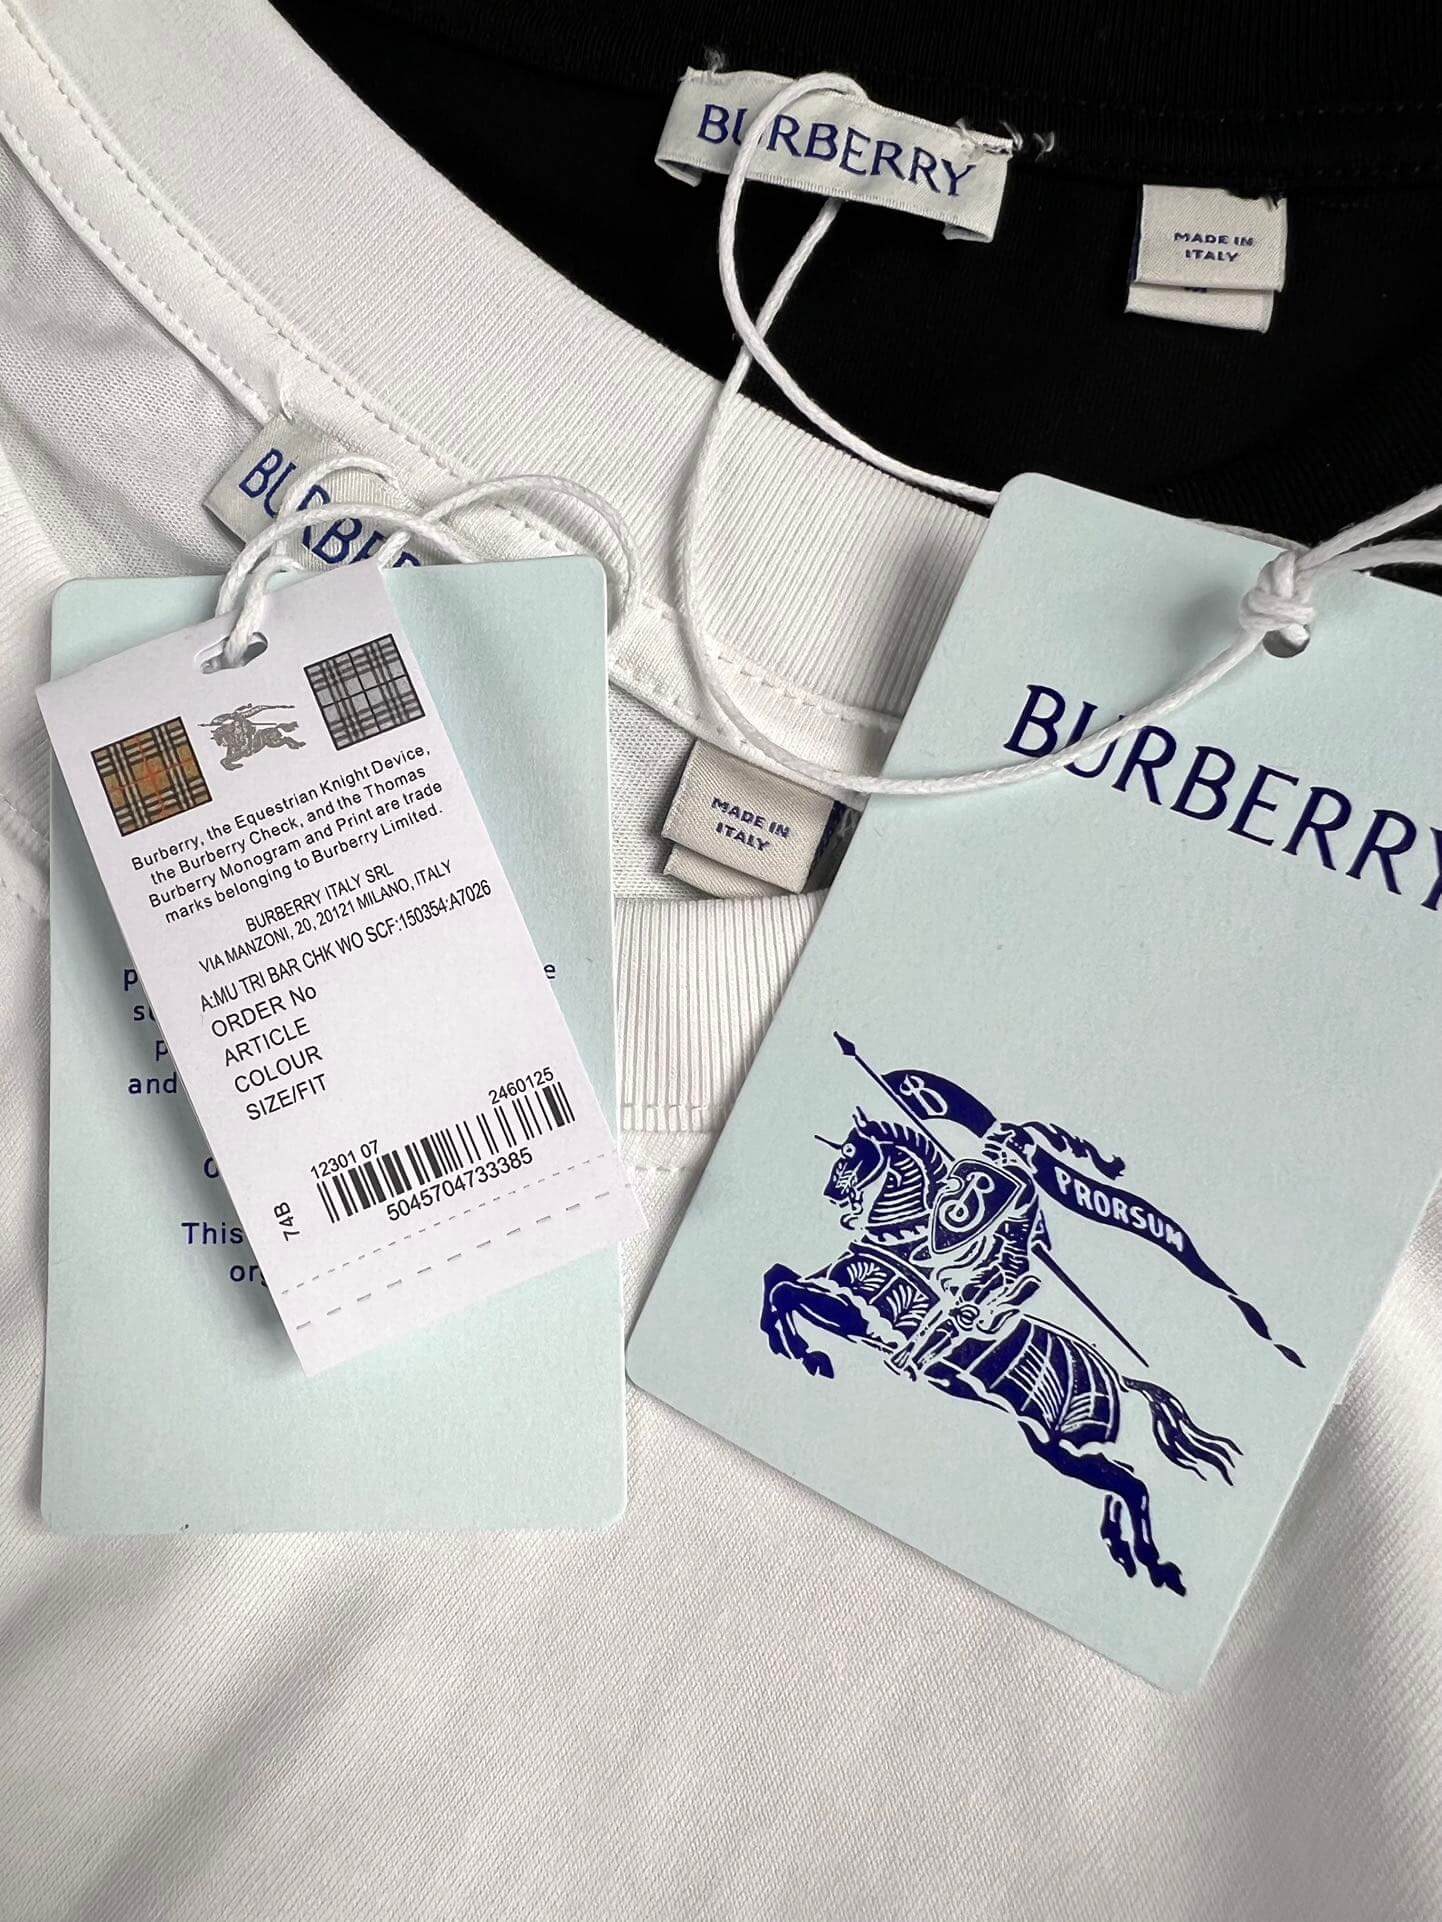 BURBERRY
MADE IN
ITALY
BURBER
MADE IN
ITALY
Burberry, the Equestrian Knight Device,
the Burberry Check, and the Thomas
Burberry Monogram and Print are trade
marks belonging to Burberry Limited.
BURBERRY ITALY SRL
VIA MANZONI, 20, 20121 MILANO, ITALY
A:MU TRI BAR CHK WO SCF:150354:A7026
ORDER No
ARTICLE
COLOUR
SIZE/FIT
12301 07
2460125
5045704733385
74B
and
This
BURBERRY
B
B
PRORSUM